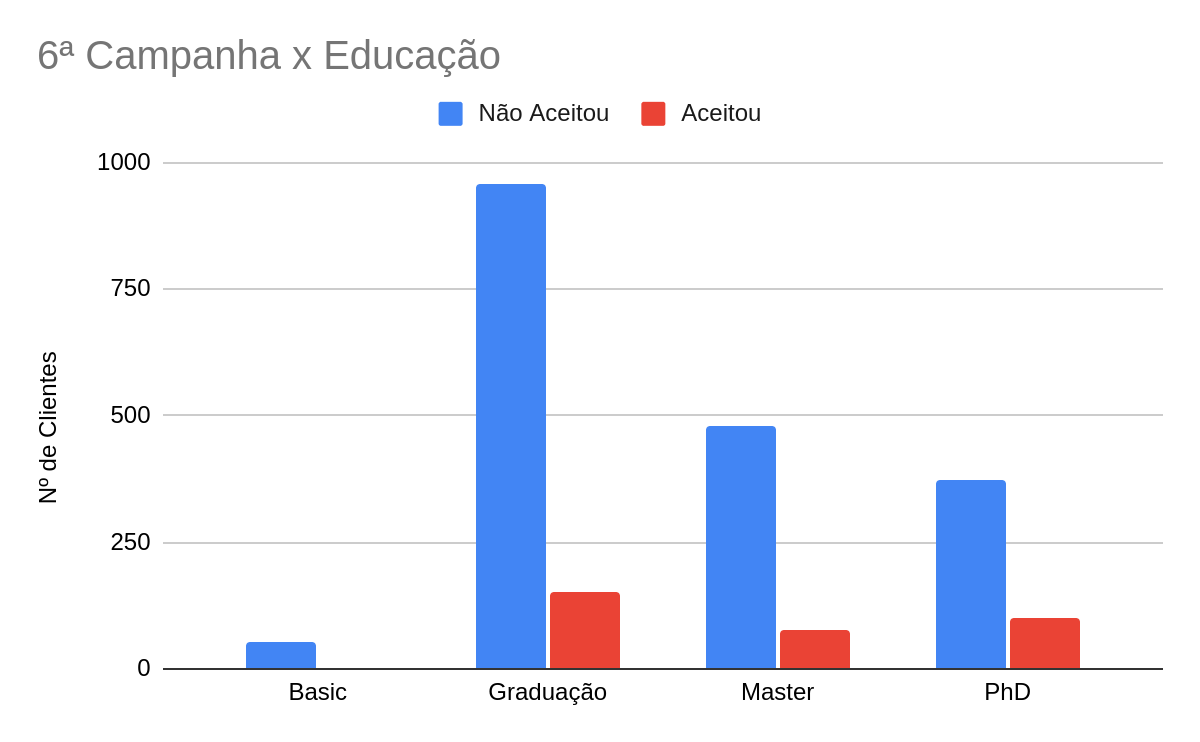 6ª Campanha x Educação
Não Aceitou
Aceitou
1000
750
500
250
0
Nº de Clientes
Basic
Graduação
Master
PhD